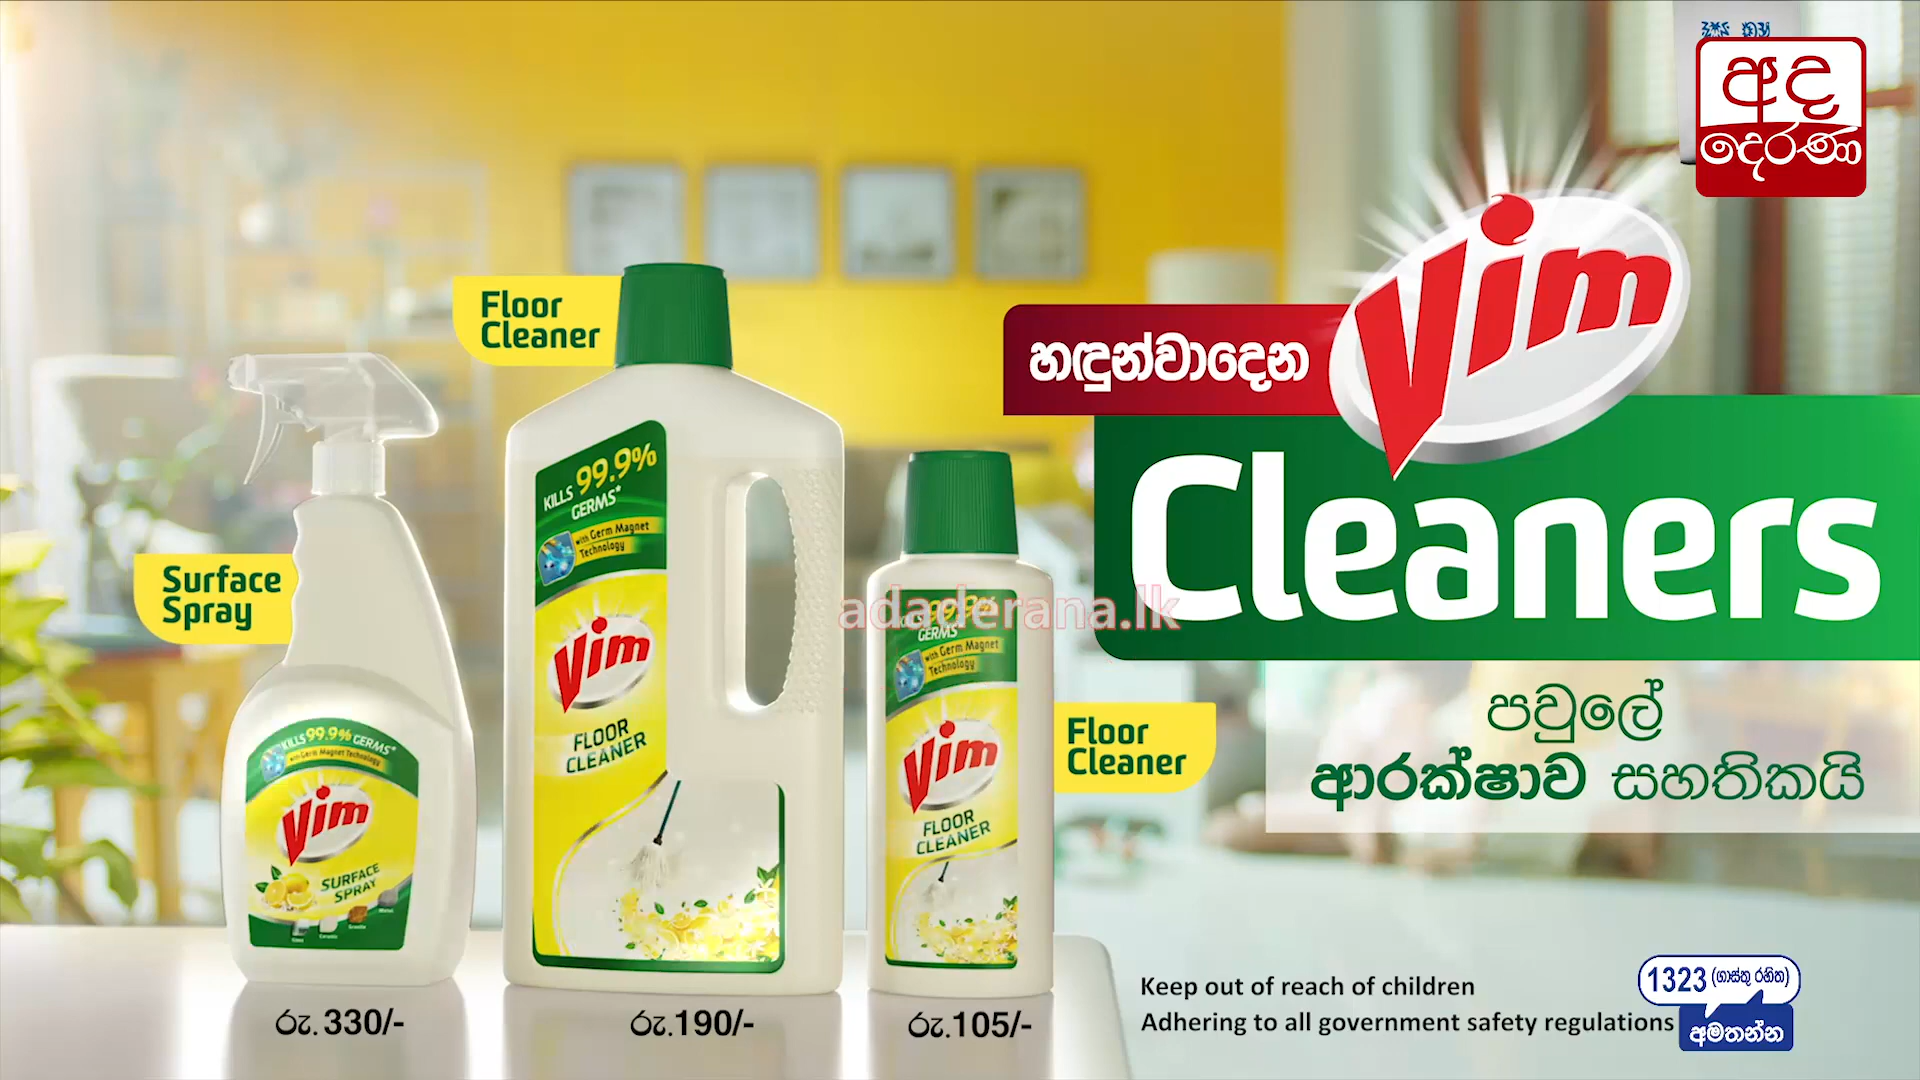 අද
දෙරණ
Vim
හඳුන්වාදෙන
Cleaners
පවුලේ
ආරක්ෂාව සහතිකයි
Floor
Cleaner
Surface
Spray
Floor
Cleaner
KILLS 99.9%
GERMS*
with Germ Magnet
Technology
Vim
FLOOR
CLEANER
KILLS 99.9% GERMS*
with Germ Magnet Technology
Vim
SURFACE
SPRAY
99.9%
GERMS*
with Germ Magnet
Technology
Vim
FLOOR
CLEANER
adaderana.lk
රු. 330/-
රු.190/-
රු.105/-
Keep out of reach of children
Adhering to all government safety regulations
1323 (ගාස්තු රහිත)
අමතන්න